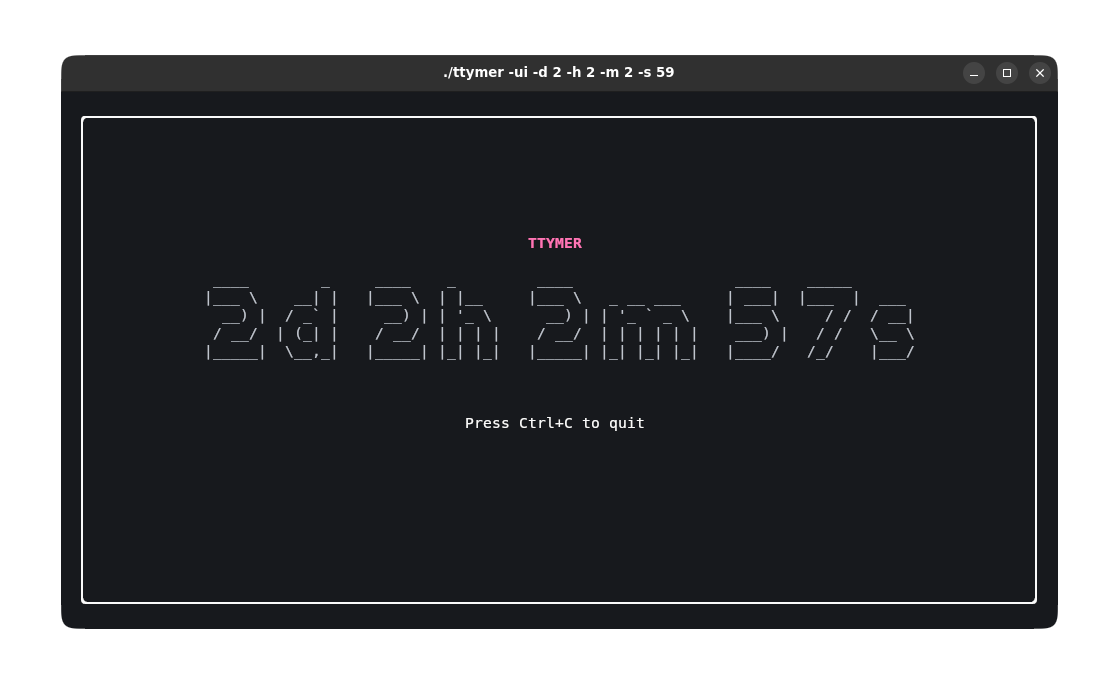 ./ttymer -ui -d 2 -h 2 -m 2 -s 59
TTYMER
2d 2h 2m 57s
Press Ctrl+C to quit